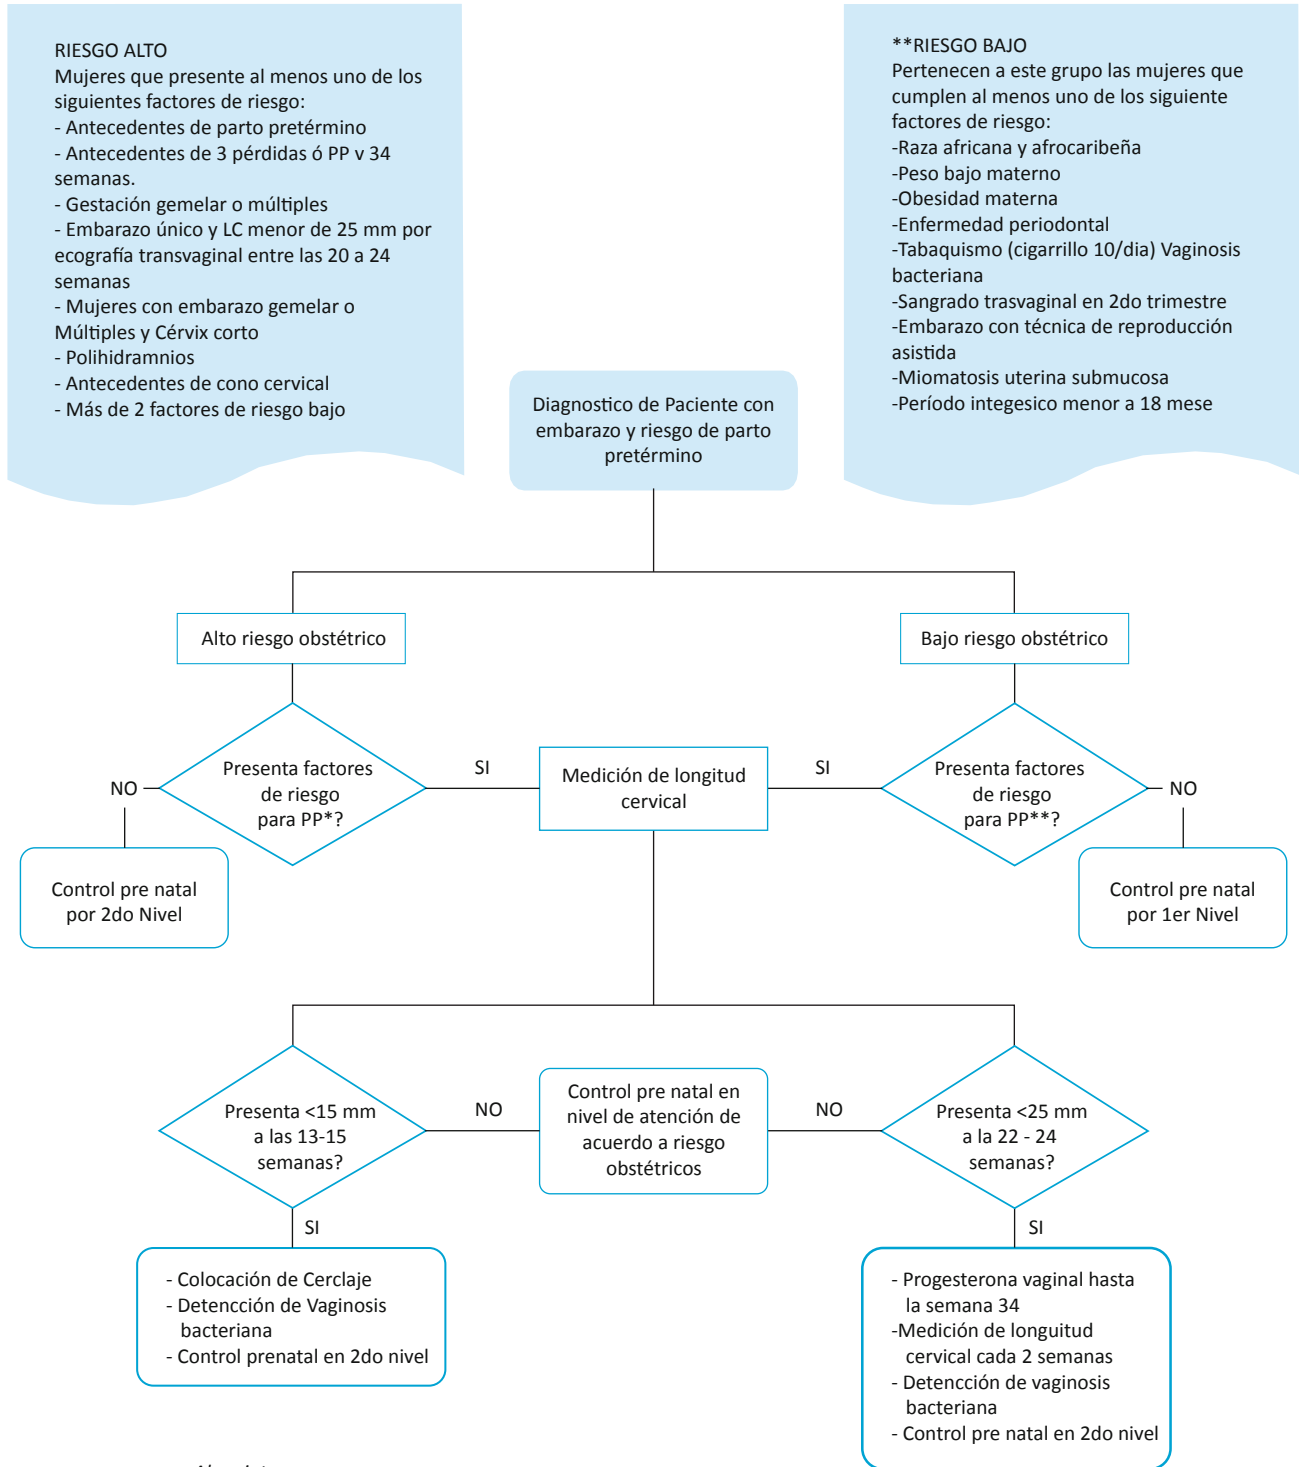 RIESGO ALTO
Mujeres que presente al menos uno de los
siguientes factores de riesgo:
- Antecedentes de parto pretérmino
- Antecedentes de 3 pérdidas ó PP v 34
semanas.
- Gestación gemelar o múltiples
- Embarazo único y LC menor de 25 mm por
ecografía transvaginal entre las 20 a 24
semanas
- Mujeres con embarazo gemelar o
Múltiples y Cérvix corto
- Polihidramnios
- Antecedentes de cono cervical
- Más de 2 factores de riesgo bajo
**RIESGO BAJO
Pertenecen a este grupo las mujeres que
cumplen al menos uno de los siguiente
factores de riesgo:
-Raza africana y afrocaribeña
-Peso bajo materno
-Obesidad materna
-Enfermedad periodontal
-Tabaquismo (cigarrillo 10/dia) Vaginosis
bacteriana
-Sangrado trasvaginal en 2do trimestre
-Embarazo con técnica de reproducción
asistida
-Miomatosis uterina submucosa
-Período integesico menor a 18 mese
Diagnostico de Paciente con
embarazo y riesgo de parto
pretérmino
Alto riesgo obstétrico
Bajo riesgo obstétrico
Presenta factores
de riesgo
para PP*?
SI
NO
Medición de longitud
cervical
SI
Presenta factores
de riesgo
para PP**?
NO
Control pre natal
por 2do Nivel
Control pre natal
por 1er Nivel
Presenta <15 mm
a las 13-15
semanas?
NO
Control pre natal en
nivel de atención de
acuerdo a riesgo
obstétricos
NO
Presenta <25 mm
a la 22 - 24
semanas?
SI
SI
- Colocación de Cerclaje
- Detencción de Vaginosis
bacteriana
- Control prenatal en 2do nivel
- Progesterona vaginal hasta
la semana 34
-Medición de longuitud
cervical cada 2 semanas
- Detencción de vaginosis
bacteriana
- Control pre natal en 2do nivel